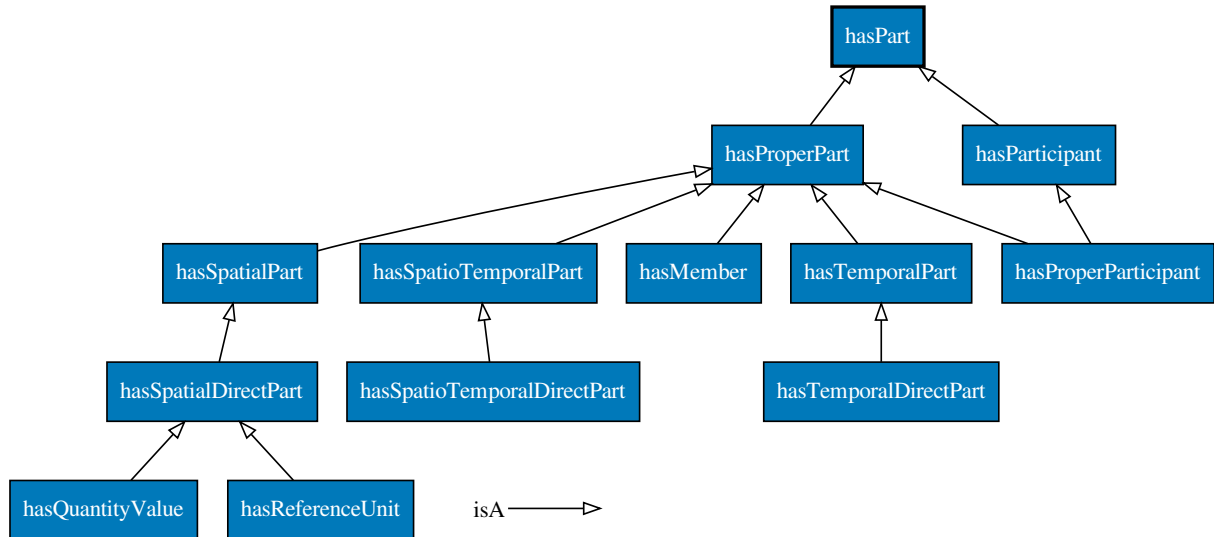 hasPart
hasProperPart
hasParticipant
hasSpatialPart
hasSpatioTemporalPart
hasMember
hasTemporalPart
hasProperParticipant
hasSpatialDirectPart
hasSpatioTemporalDirectPart
hasTemporalDirectPart
hasQuantityValue
hasReferenceUnit
isA